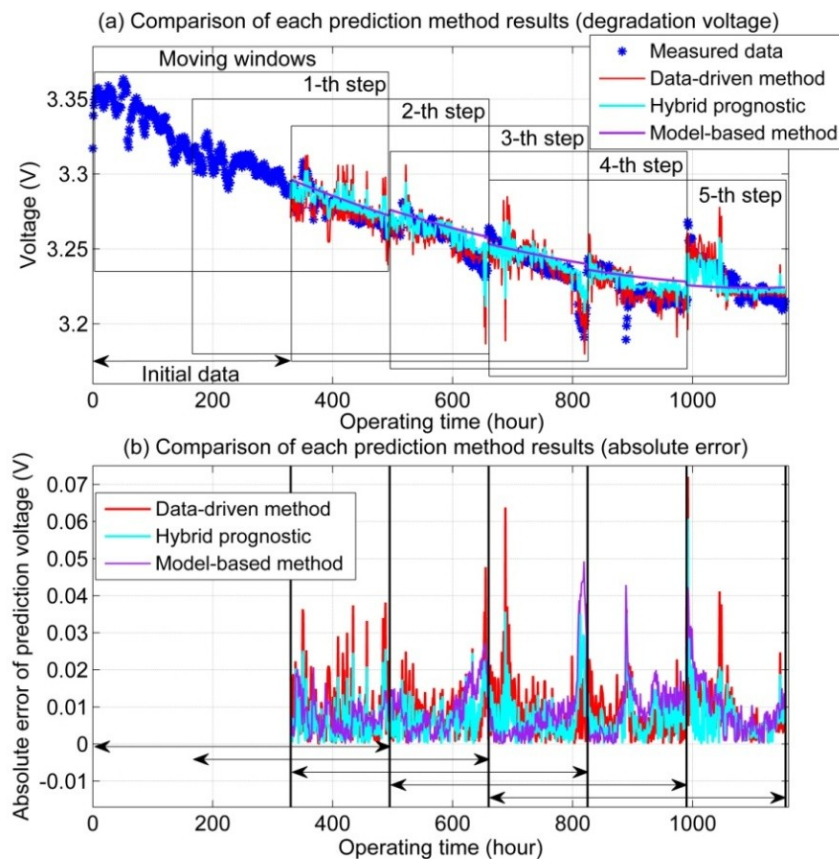 (a) Comparison of each prediction method results (degradation voltage)
Moving windows
1-th step
2-th step
3-th step
4-th step
5-th step
Measured data
Data-driven method
Hybrid prognostic
Model-based method
3.35
3.3
3.25
3.2
Voltage (V)
Initial data
0 200 400 600 800 1000
Operating time (hour)
(b) Comparison of each prediction method results (absolute error)
Data-driven method
Hybrid prognostic
Model-based method
0.07
0.06
0.05
0.04
0.03
0.02
0.01
0
-0.01
Absolute error of prediction voltage (V)
0 200 400 600 800 1000
Operating time (hour)